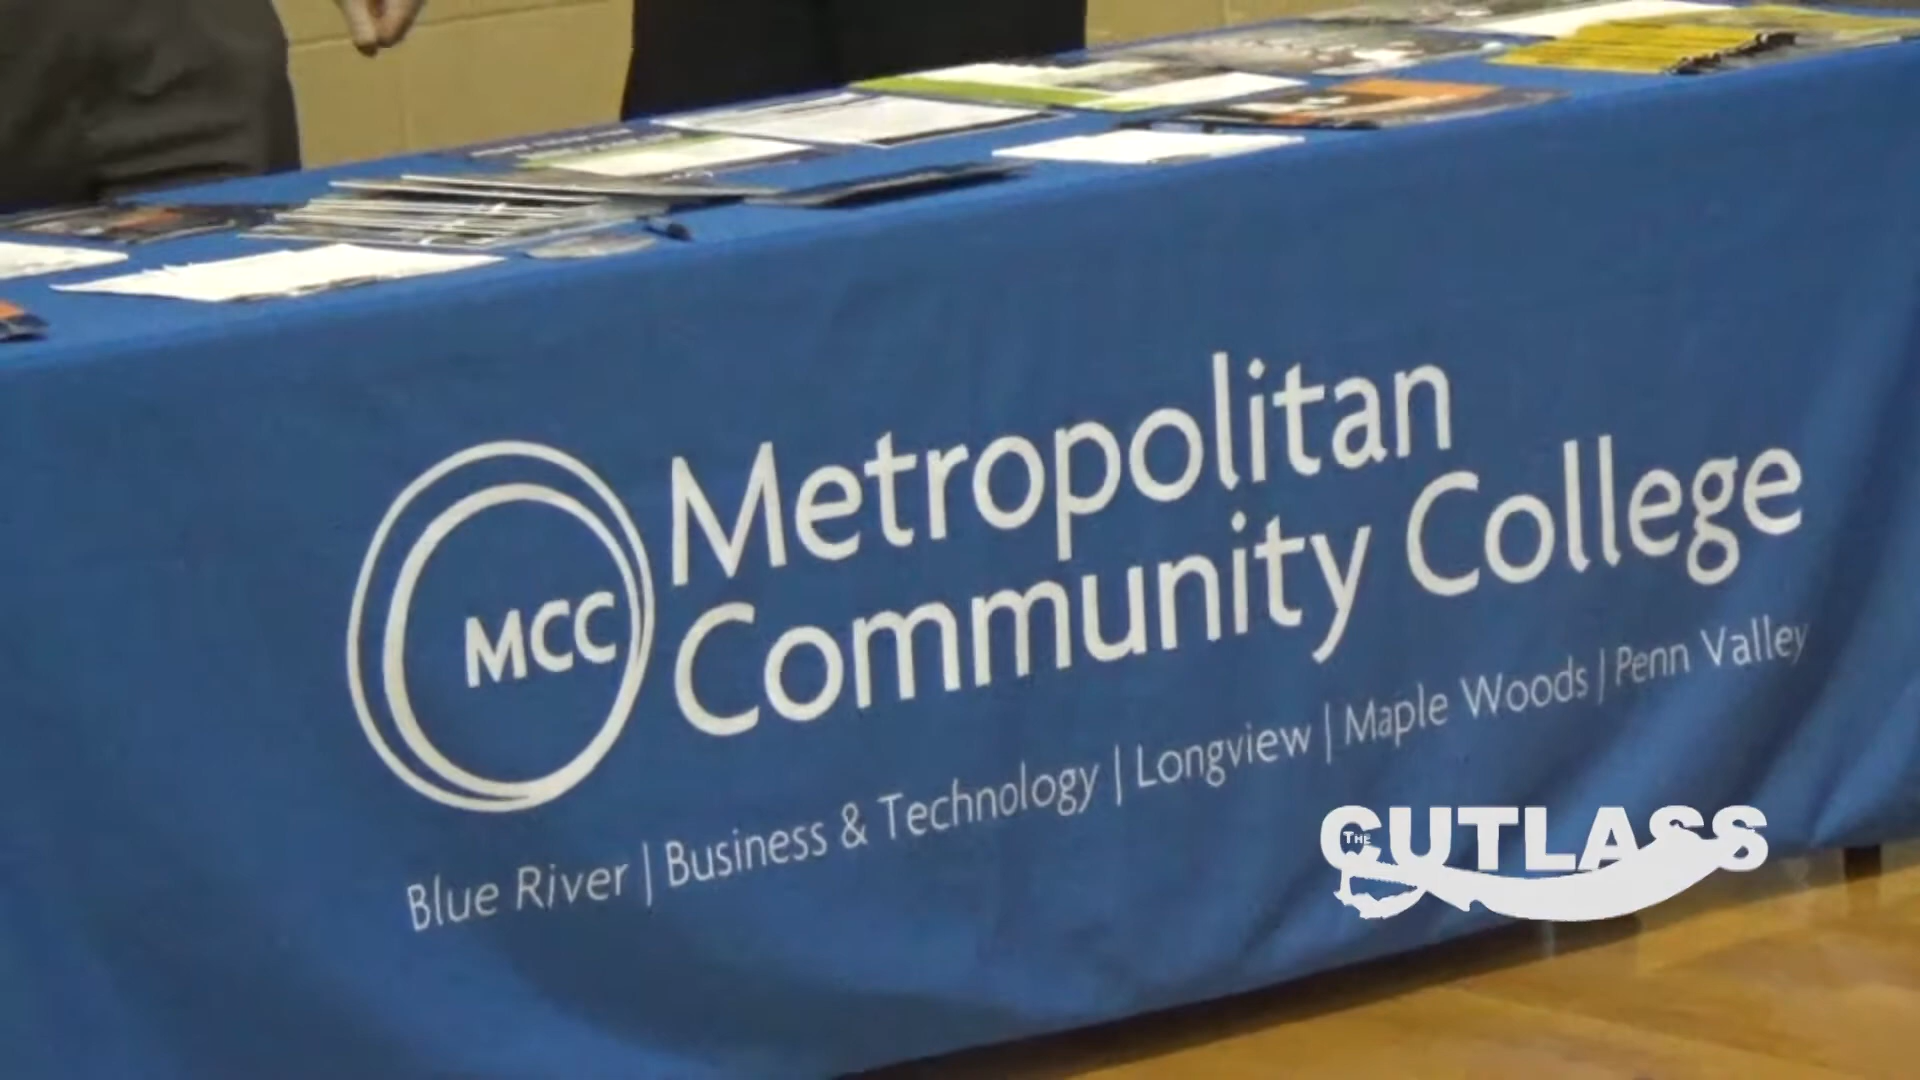 MCC
Metropolitan
Community College
Blue River | Business & Technology | Longview | Maple Woods | Penn Valley
THE CUTLASS